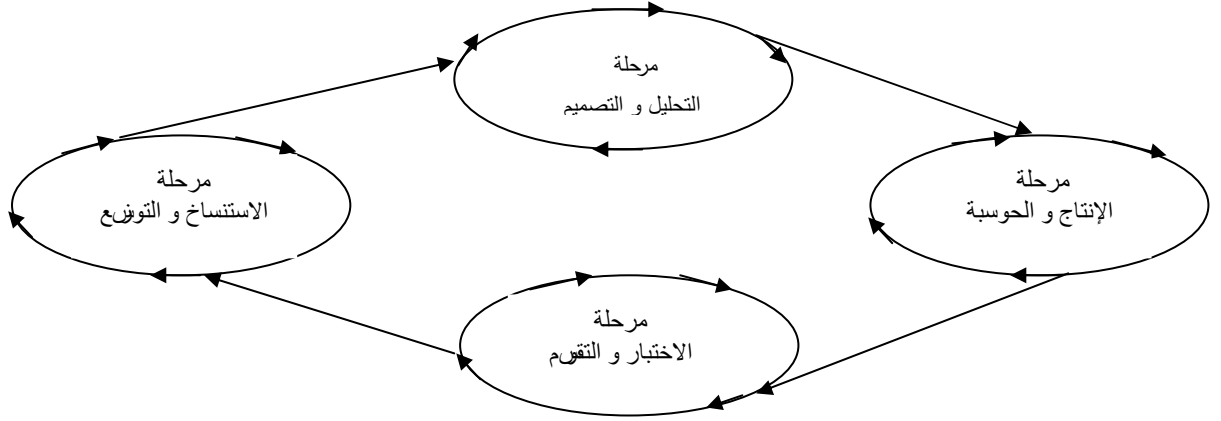 مرحلة
التحليل و التصميم
مرحلة
الإنتاج و الحوسبة
مرحلة
الاختبار و التقويم
مرحلة
الاستنساخ و التوزيع